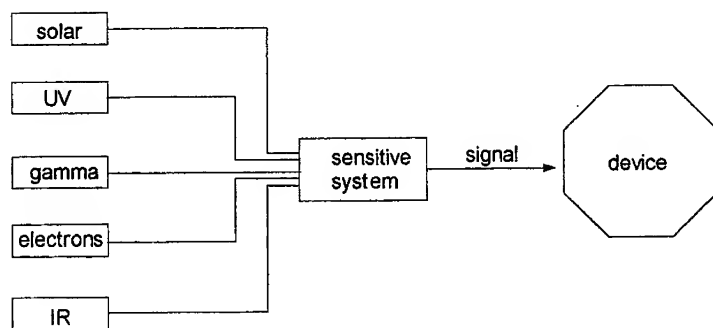 solar
UV
gamma
electrons
IR
sensitive
system
signal
device